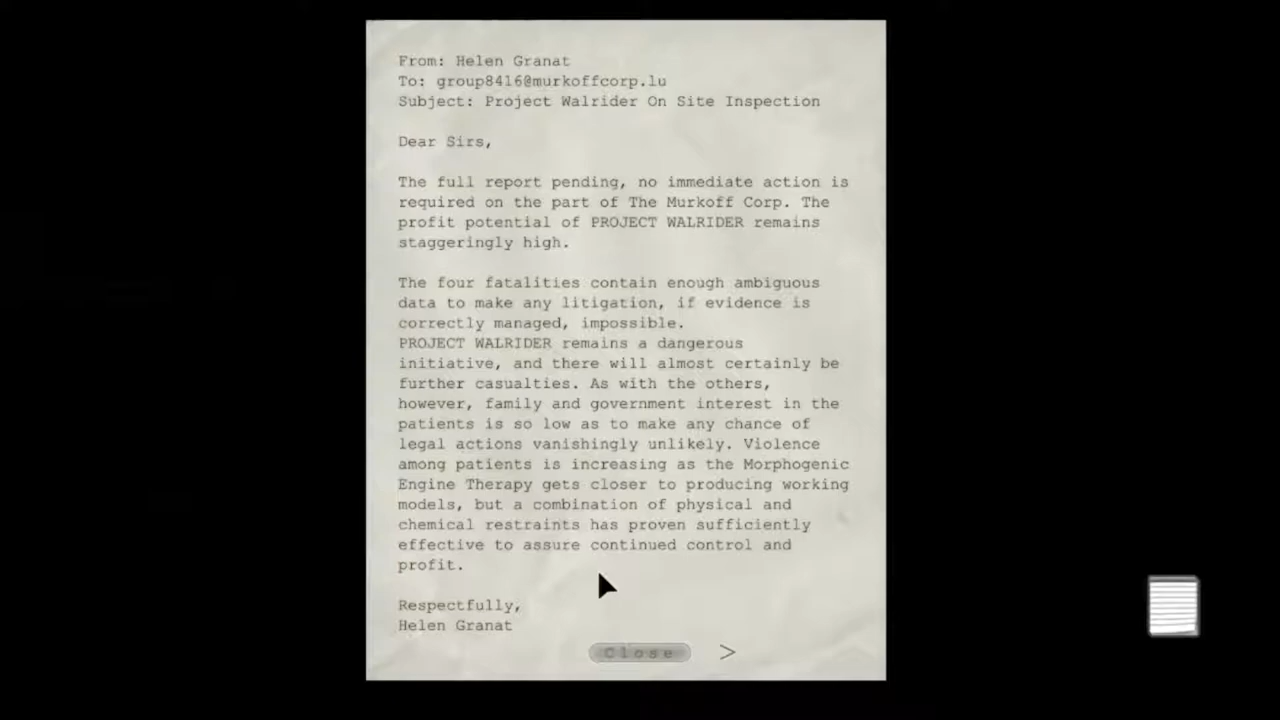 From: Helen Granat
To: group8416@murkoffcorp.lu
Subject: Project Walrider On Site Inspection
Dear Sirs,
The full report pending, no immediate action is
required on the part of The Murkoff Corp. The
profit potential of PROJECT WALRIDER remains
staggeringly high.
The four fatalities contain enough ambiguous
data to make any litigation, if evidence is
correctly managed, impossible.
PROJECT WALRIDER remains a dangerous
initiative, and there will almost certainly be
further casualties. As with the others,
however, family and government interest in the
patients is so low as to make any chance of
legal actions vanishingly unlikely. Violence
among patients is increasing as the Morphogenic
Engine Therapy gets closer to producing working
models, but a combination of physical and
chemical restraints has proven sufficiently
effective to assure continued control and
profit.
Respectfully,
Helen Granat
Close >